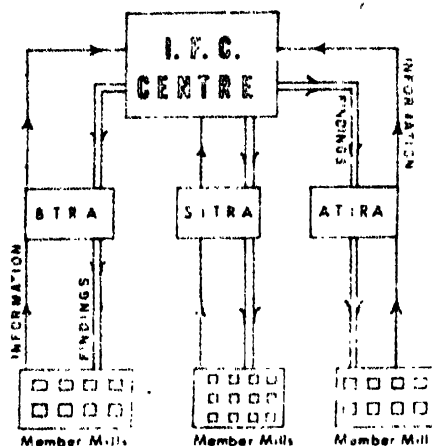 I.F.C.
CENTRE
INFORMATION
FINDINGS
BTRA
SITRA
ATIRA
INFORMATION
FINDINGS
Member Mills
Member Mills
Member Mill